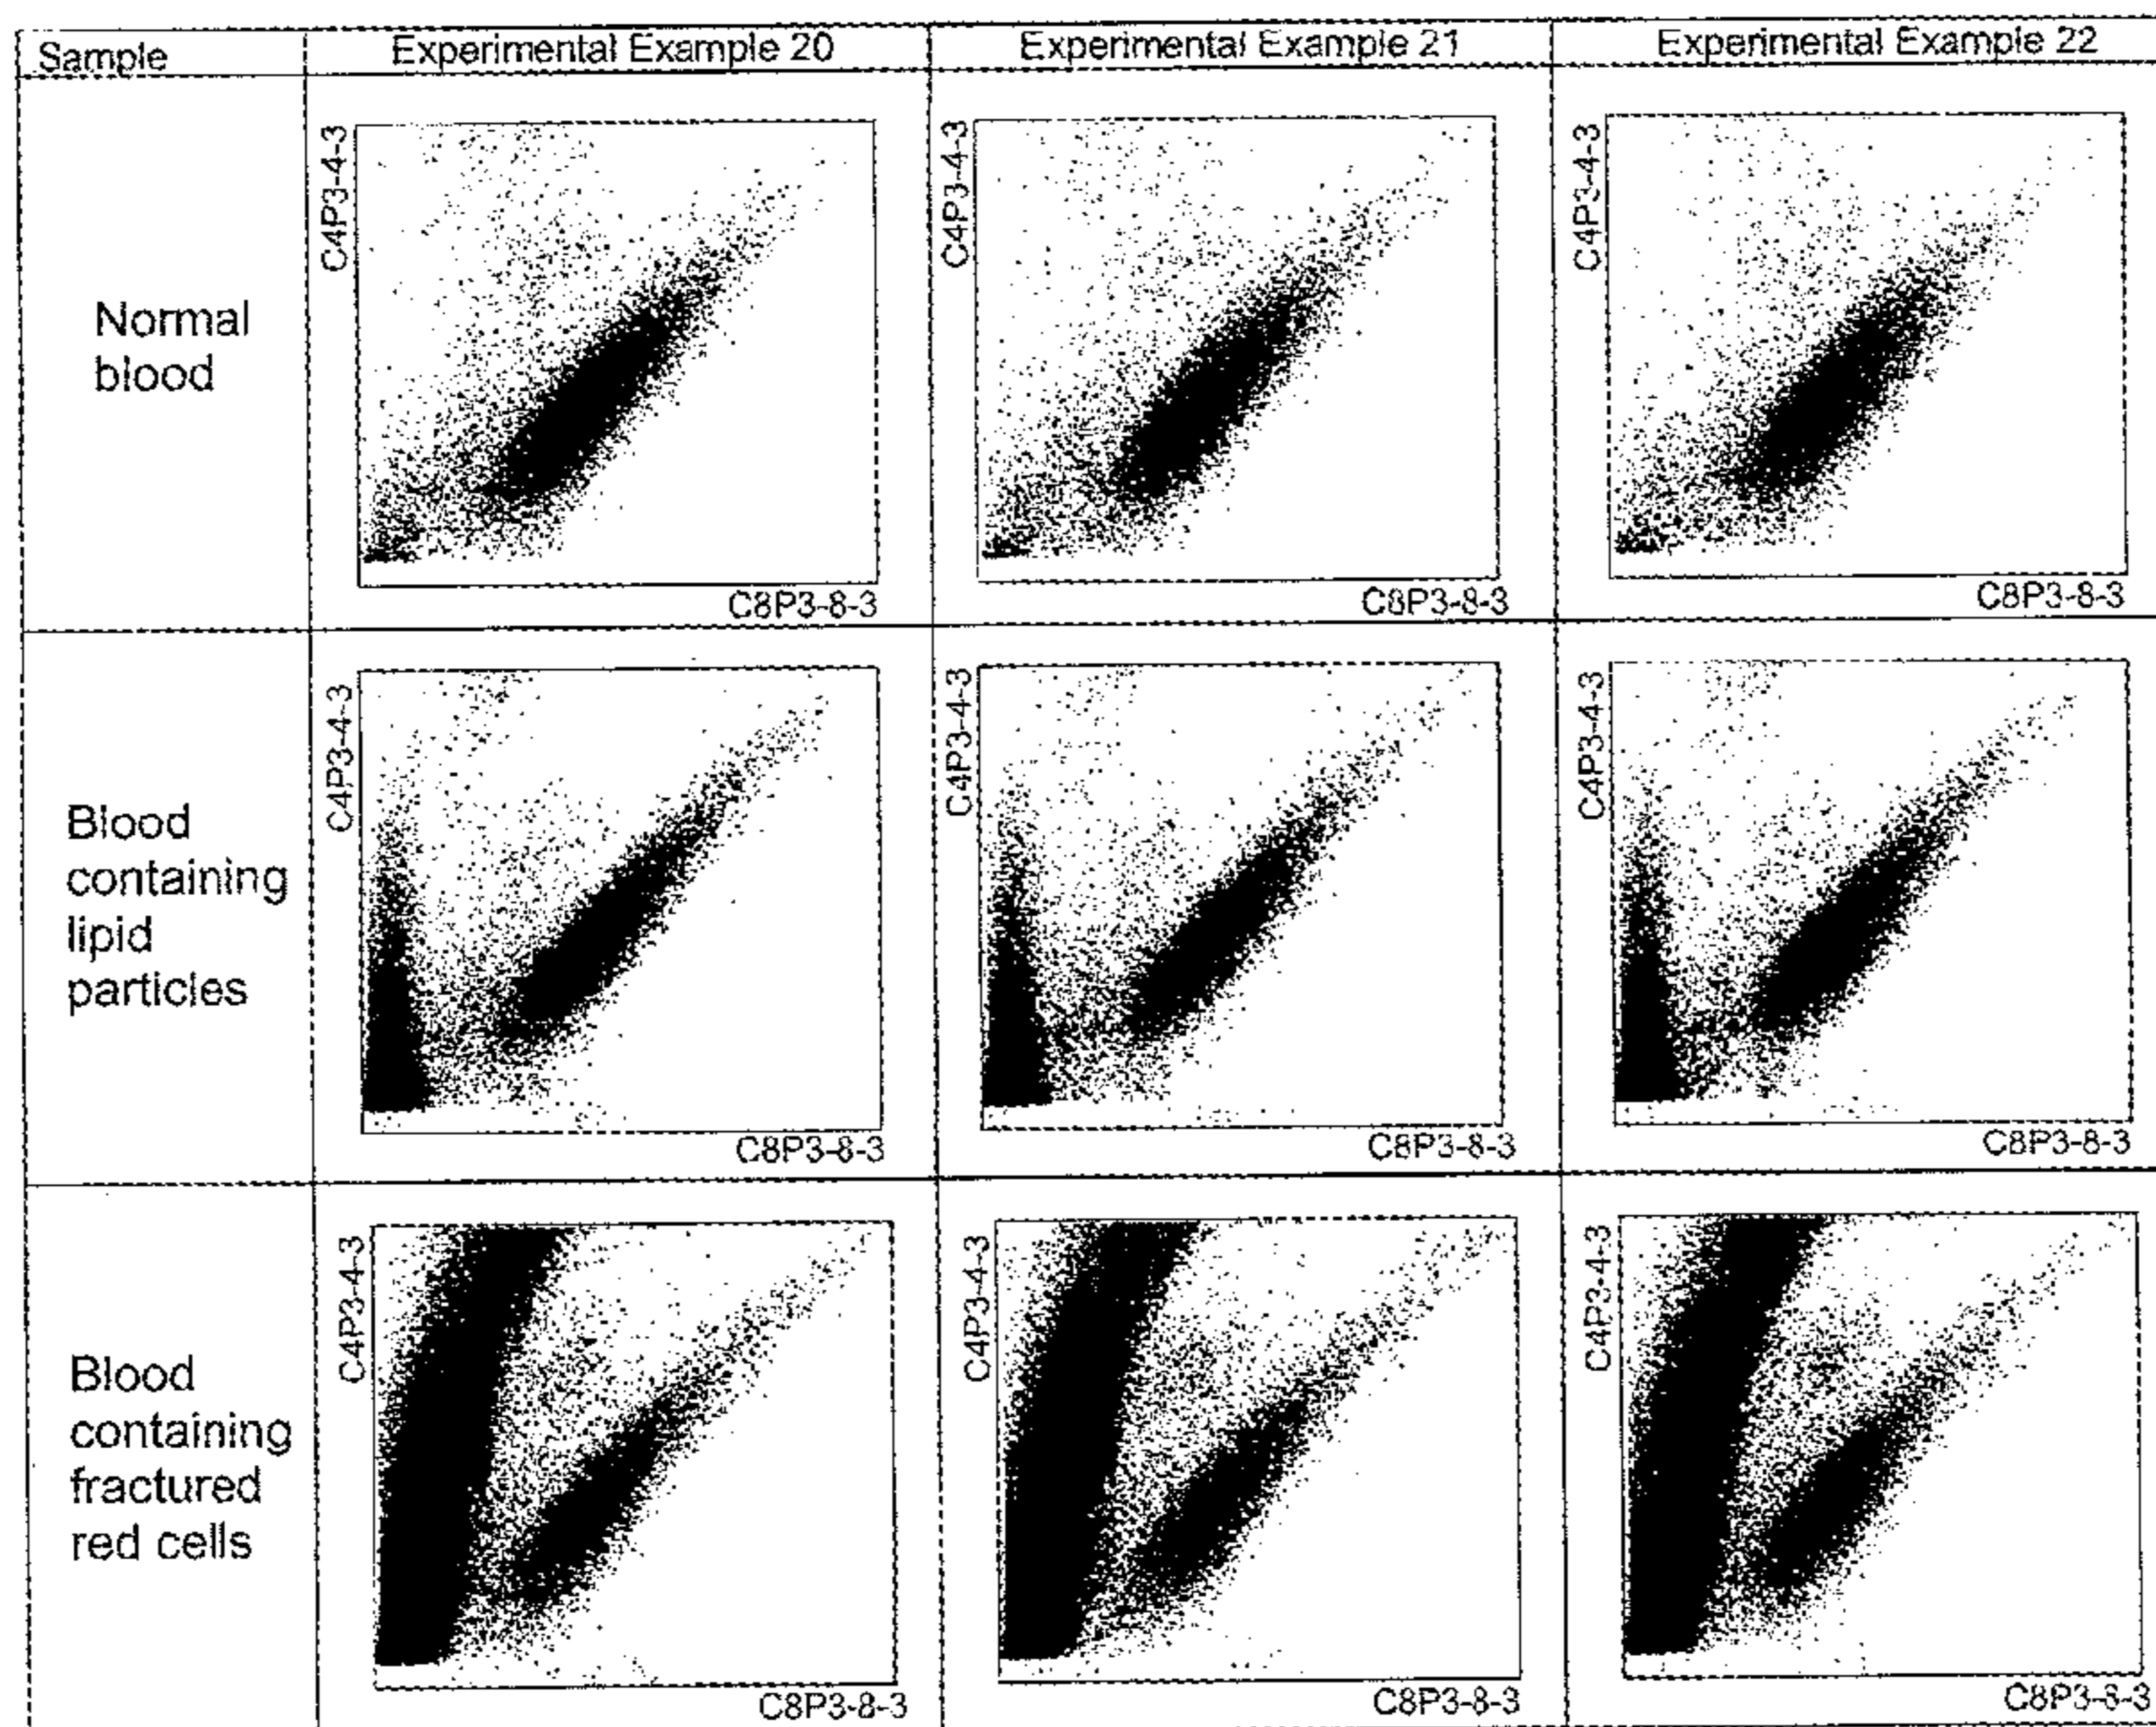 Sample
Experimental Example 20
Experimental Example 21
Experimental Example 22
Normal
blood
C4P3-4-3
C8P3-8-3
C4P3-4-3
C8P3-8-3
C4P3-4-3
C8P3-8-3
Blood
containing
lipid
particles
C4P3-4-3
C8P3-8-3
C4P3-4-3
C8P3-8-3
C4P3-4-3
C8P3-8-3
Blood
containing
fractured
red cells
C4P3-4-3
C8P3-8-3
C4P3-4-3
C8P3-8-3
C4P3-4-3
C8P3-8-3